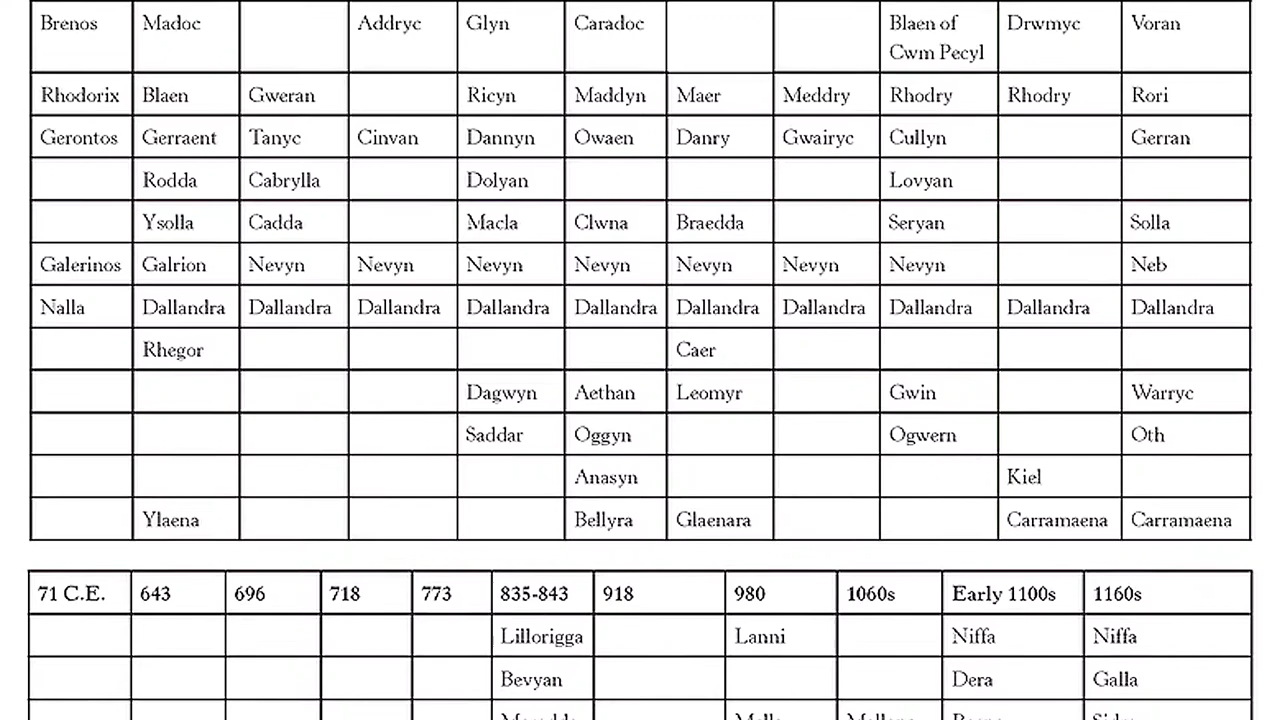 Brenos Madoc Addryc Glyn Caradoc Blaen of Drwmyc Voran
Cwm Pecyl
Rhodorix Blaen Gweran Ricyn Maddyn Maer Meddry Rhodry Rhodry Rori
Gerontos Gerraent Tanyc Cinvan Dannyn Owaen Danry Gwairyc Cullyn Gerran
Rodda Cabrylla Dolyan Lovyan
Ysolla Cadda Macla Clwna Braedda Seryan Solla
Galerinos Galrion Nevyn Nevyn Nevyn Nevyn Nevyn Nevyn Nevyn Neb
Nalla Dallandra Dallandra Dallandra Dallandra Dallandra Dallandra Dallandra Dallandra Dallandra Dallandra
Rhegor Caer
Dagwyn Aethan Leomyr Gwin Warryc
Saddar Oggyn Ogwern Oth
Anasyn Kiel
Ylaena Bellyra Glaenara Carramaena Carramaena
71 C.E. 643 696 718 773 835-843 918 980 1060s Early 1100s 1160s
Lillorigga Lanni Niffa Niffa
Bevyan Dera Galla